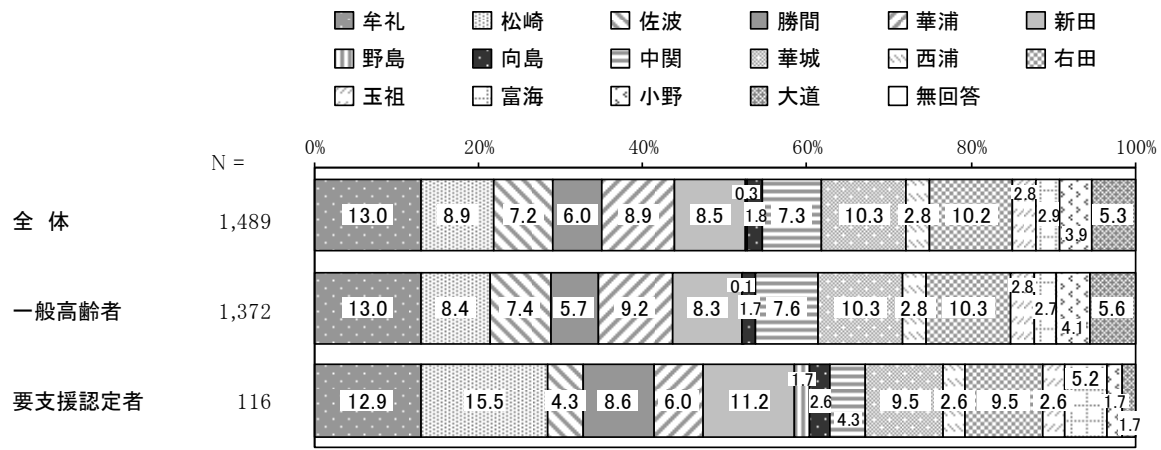 牟礼 松崎 佐波 勝間 華浦 新田
野島 向島 中関 華城 西浦 右田
玉祖 富海 小野 大道 無回答
N = 0% 20% 40% 60% 80% 100%
全 体 1,489 13.0 8.9 7.2 6.0 8.9 8.5 0.3 1.8 7.3 10.3 2.8 10.2 2.8 2.9 3.9 5.3
一般高齢者 1,372 13.0 8.4 7.4 5.7 9.2 8.3 0.1 1.7 7.6 10.3 2.8 10.3 2.8 2.7 4.1 5.6
要支援認定者 116 12.9 15.5 4.3 8.6 6.0 11.2 1.7 2.6 4.3 9.5 2.6 9.5 2.6 5.2 1.7 1.7